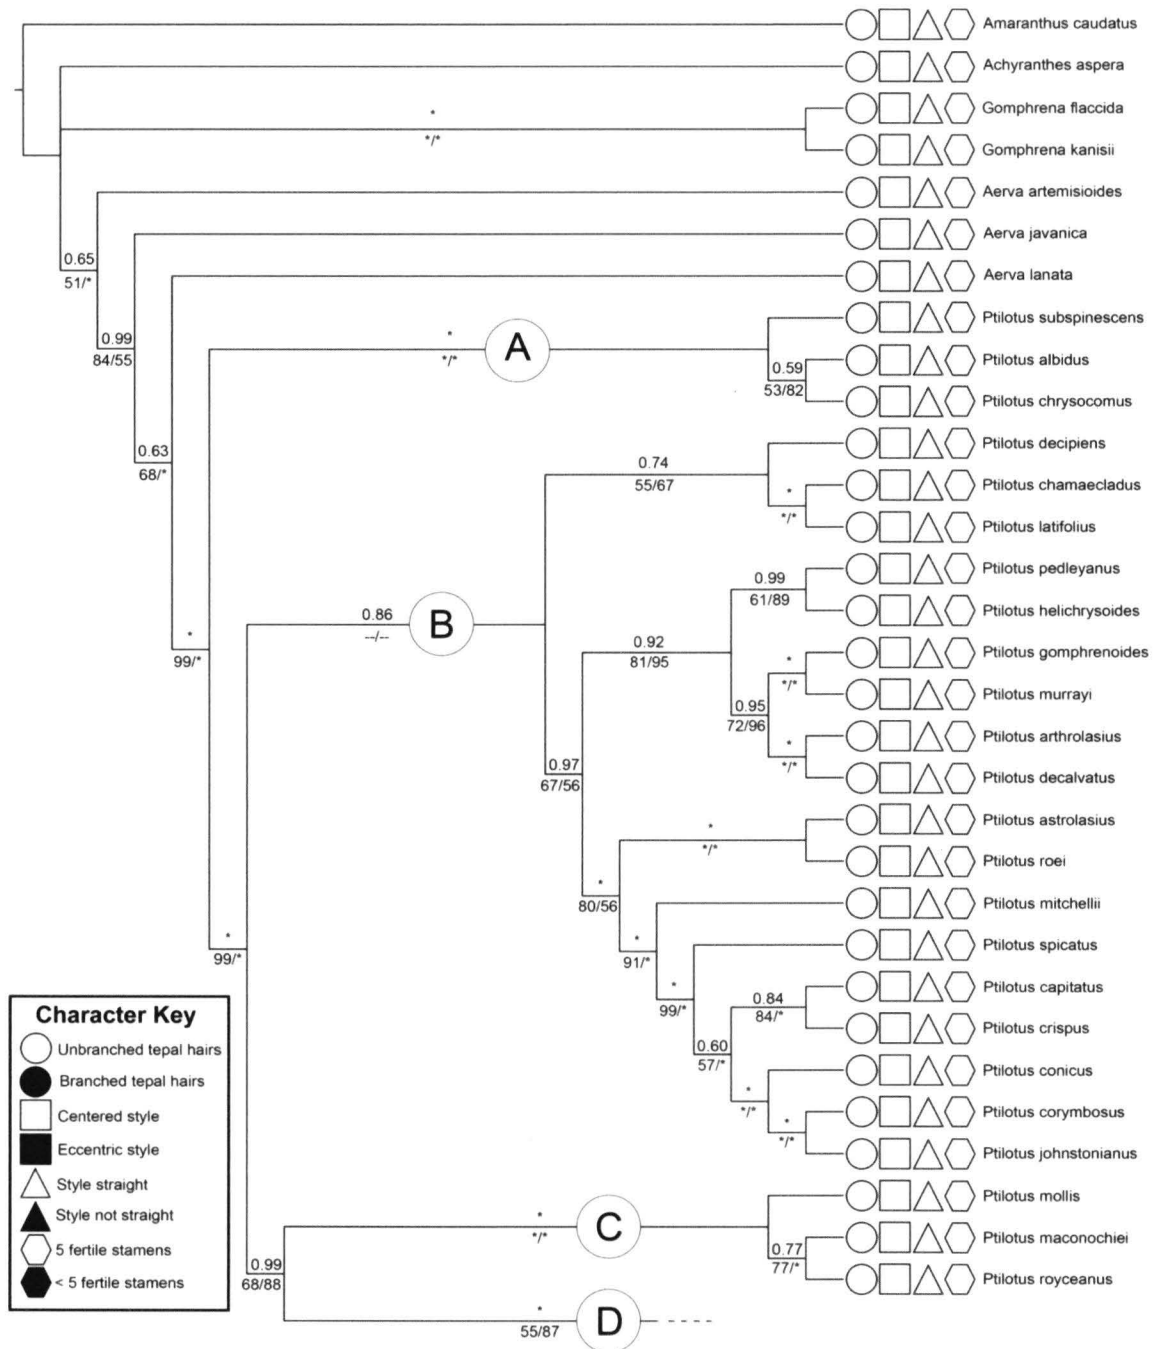 Amaranthus caudatus
Achyranthes aspera
*
*/*
Gomphrena flaccida
Gomphrena kanisii
Aerva artemisioides
Aerva javanica
0.65
51/*
Aerva lanata
Ptilotus subspinescens
0.99
84/55
*
*/*
A
Ptilotus albidus
0.59
53/82
Ptilotus chrysocomus
Ptilotus decipiens
0.63
68/*
0.74
55/67
Ptilotus chamaecladus
*
*/*
Ptilotus latifolius
Ptilotus pedleyanus
0.99
61/89
Ptilotus helichrysoides
0.86
--/--
B
*
99/*
0.92
81/95
Ptilotus gomphrenoides
*
*/*
Ptilotus murrayi
0.95
72/96
Ptilotus arthrolasius
*
*/*
Ptilotus decalvatus
0.97
67/56
Ptilotus astrolasius
*
*/*
Ptilotus roei
*
80/56
Ptilotus mitchellii
*
99/*
*
91/*
Ptilotus spicatus
Ptilotus capitatus
*
99/*
0.84
84/*
Ptilotus crispus
0.60
57/*
Ptilotus conicus
*
*/*
Ptilotus corymbosus
*
*/*
Ptilotus johnstonianus
Ptilotus mollis
*
*/*
C
Ptilotus maconochiei
0.77
77/*
Ptilotus royceanus
0.99
68/88
*
55/87
D
Character Key
Unbranched tepal hairs
Branched tepal hairs
Centered style
Eccentric style
Style straight
Style not straight
5 fertile stamens
< 5 fertile stamens